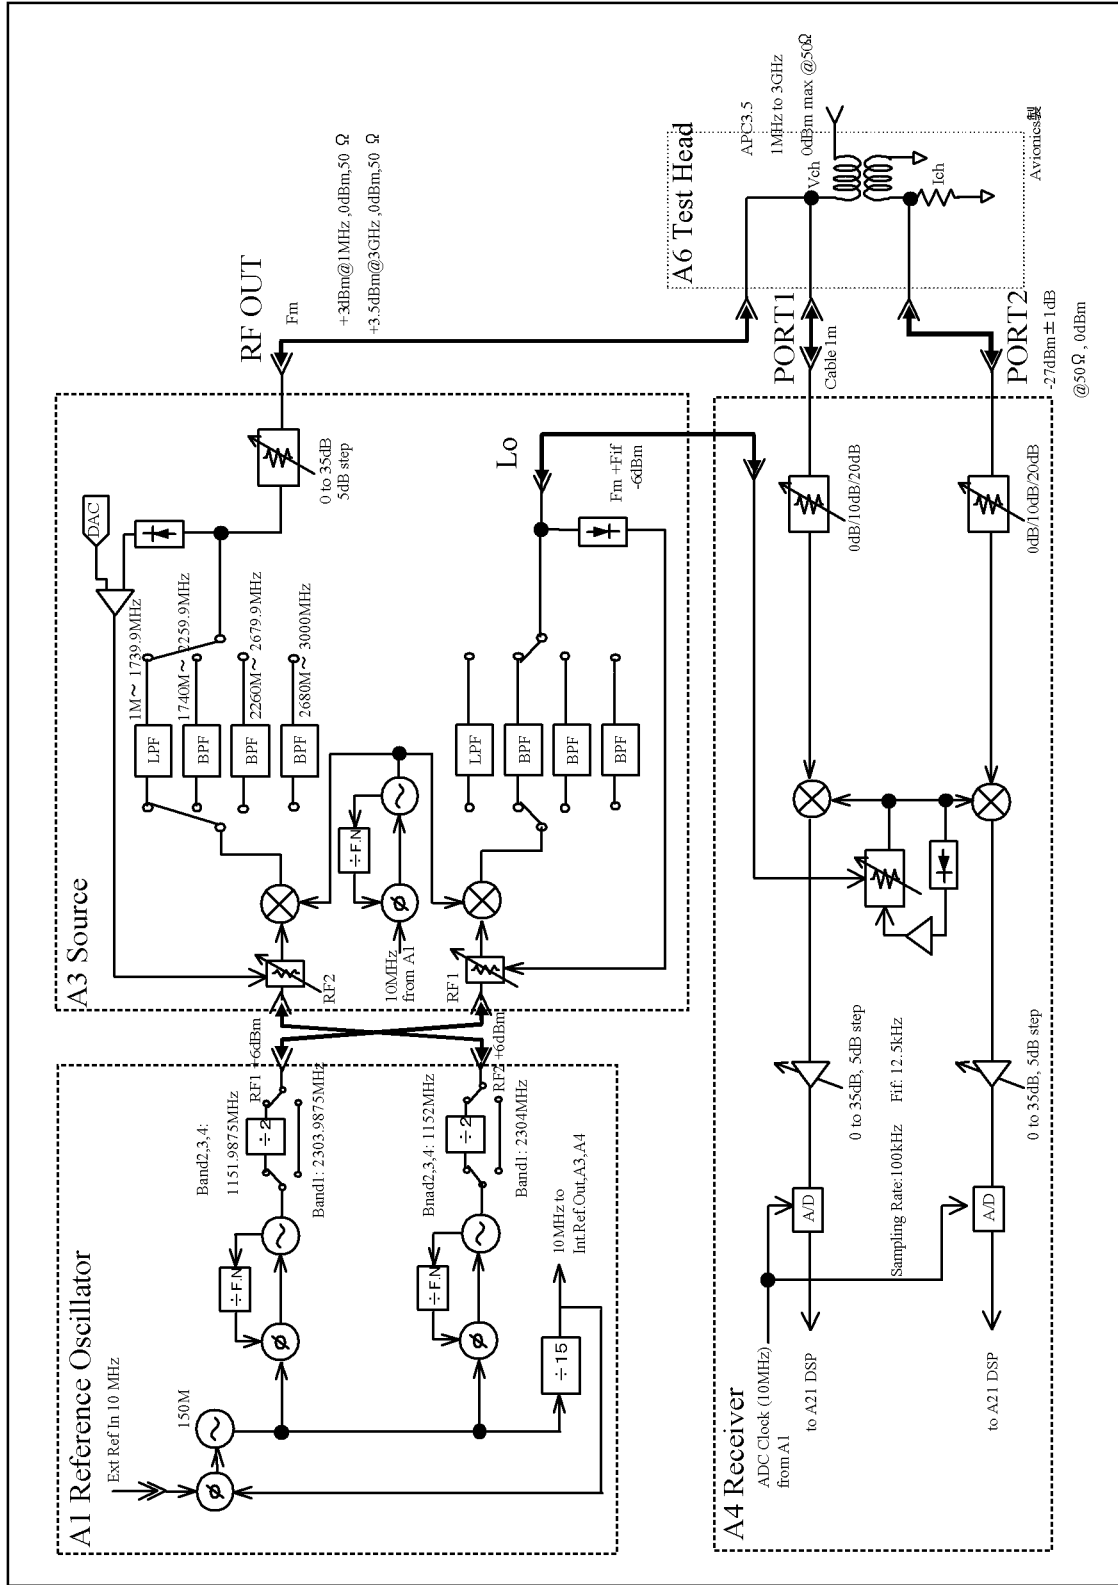 A1 Reference Oscillator
Ext Ref In 10 MHz
150M
÷F.N
÷F.N
÷15
10MHz to
Int.Ref.Out,A3,A4
Band2,3,4:
1151.9875MHz
÷2
Band1: 2303.9875MHz
RF1 +6dBm
Bnad2,3,4: 1152MHz
÷2
Band1: 2304MHz
RF2 +6dBm
A3 Source
RF2
10MHz
from A1
RF1
÷F.N
LPF
BPF
BPF
BPF
1M~ 1739.9MHz
1740M~ 2259.9MHz
2260M~ 2679.9MHz
2680M~ 3000MHz
LPF
BPF
BPF
BPF
DAC
0 to 35dB
5dB step
Lo
Fm +Fif
-6dBm
RF OUT
Fm
+3dBm@1MHz ,0dBm,50 Ω
+3.5dBm@3GHz ,0dBm,50 Ω
A4 Receiver
ADC Clock (10MHz)
from A1
to A21 DSP
to A21 DSP
A/D
A/D
Sampling Rate:100kHz
Fif: 12.5kHz
0 to 35dB, 5dB step
0 to 35dB, 5dB step
0dB/10dB/20dB
0dB/10dB/20dB
PORT1
Cable 1m
PORT2
-27dBm±1dB
@50Ω , 0dBm
A6 Test Head
APC3.5
1MHz to 3GHz
0dBm max @50Ω
Vch
Ich
Avionics製